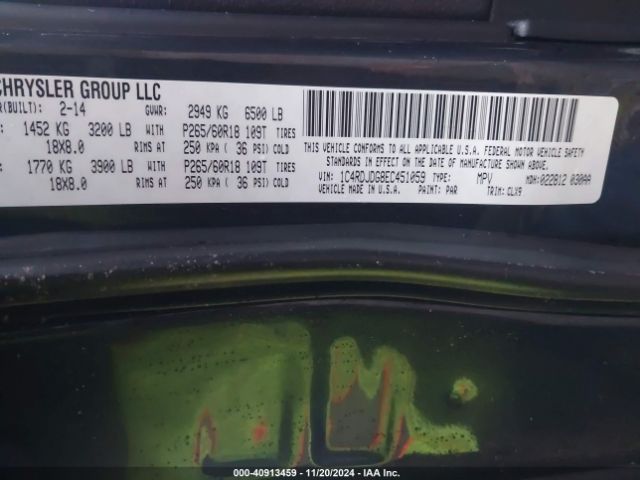 CHRYSLER GROUP LLC
R(BUILT): 2-14 GVWR: 2949 KG 6500 LB
1452 KG 3200 LB WITH P265/60R18 109T TIRES
18X8.0 RIMS AT 250 KPA ( 36 PSI) COLD
1770 KG 3900 LB WITH P265/60R18 109T TIRES
18X8.0 RIMS AT 250 KPA ( 36 PSI) COLD
THIS VEHICLE CONFORMS TO ALL APPLICABLE U.S.A. FEDERAL MOTOR VEHICLE SAFETY
STANDARDS IN EFFECT ON THE DATE OF MANUFACTURE SHOWN ABOVE.
VIN: 1C4RDJDG8EC451059 TYPE: MPV MDH: 022812 030AA
VEHICLE MADE IN U.S.A. PAINT: PAR TRIM: CLX9
000-40913459 - 11/20/2024 - IAA Inc.